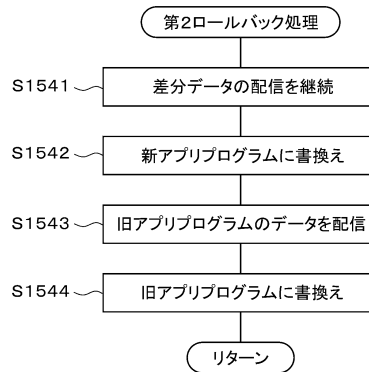 第2ロールバック処理
S1541
差分データの配信を継続
S1542
新アプリプログラムに書換え
S1543
旧アプリプログラムのデータを配信
S1544
旧アプリプログラムに書換え
リターン